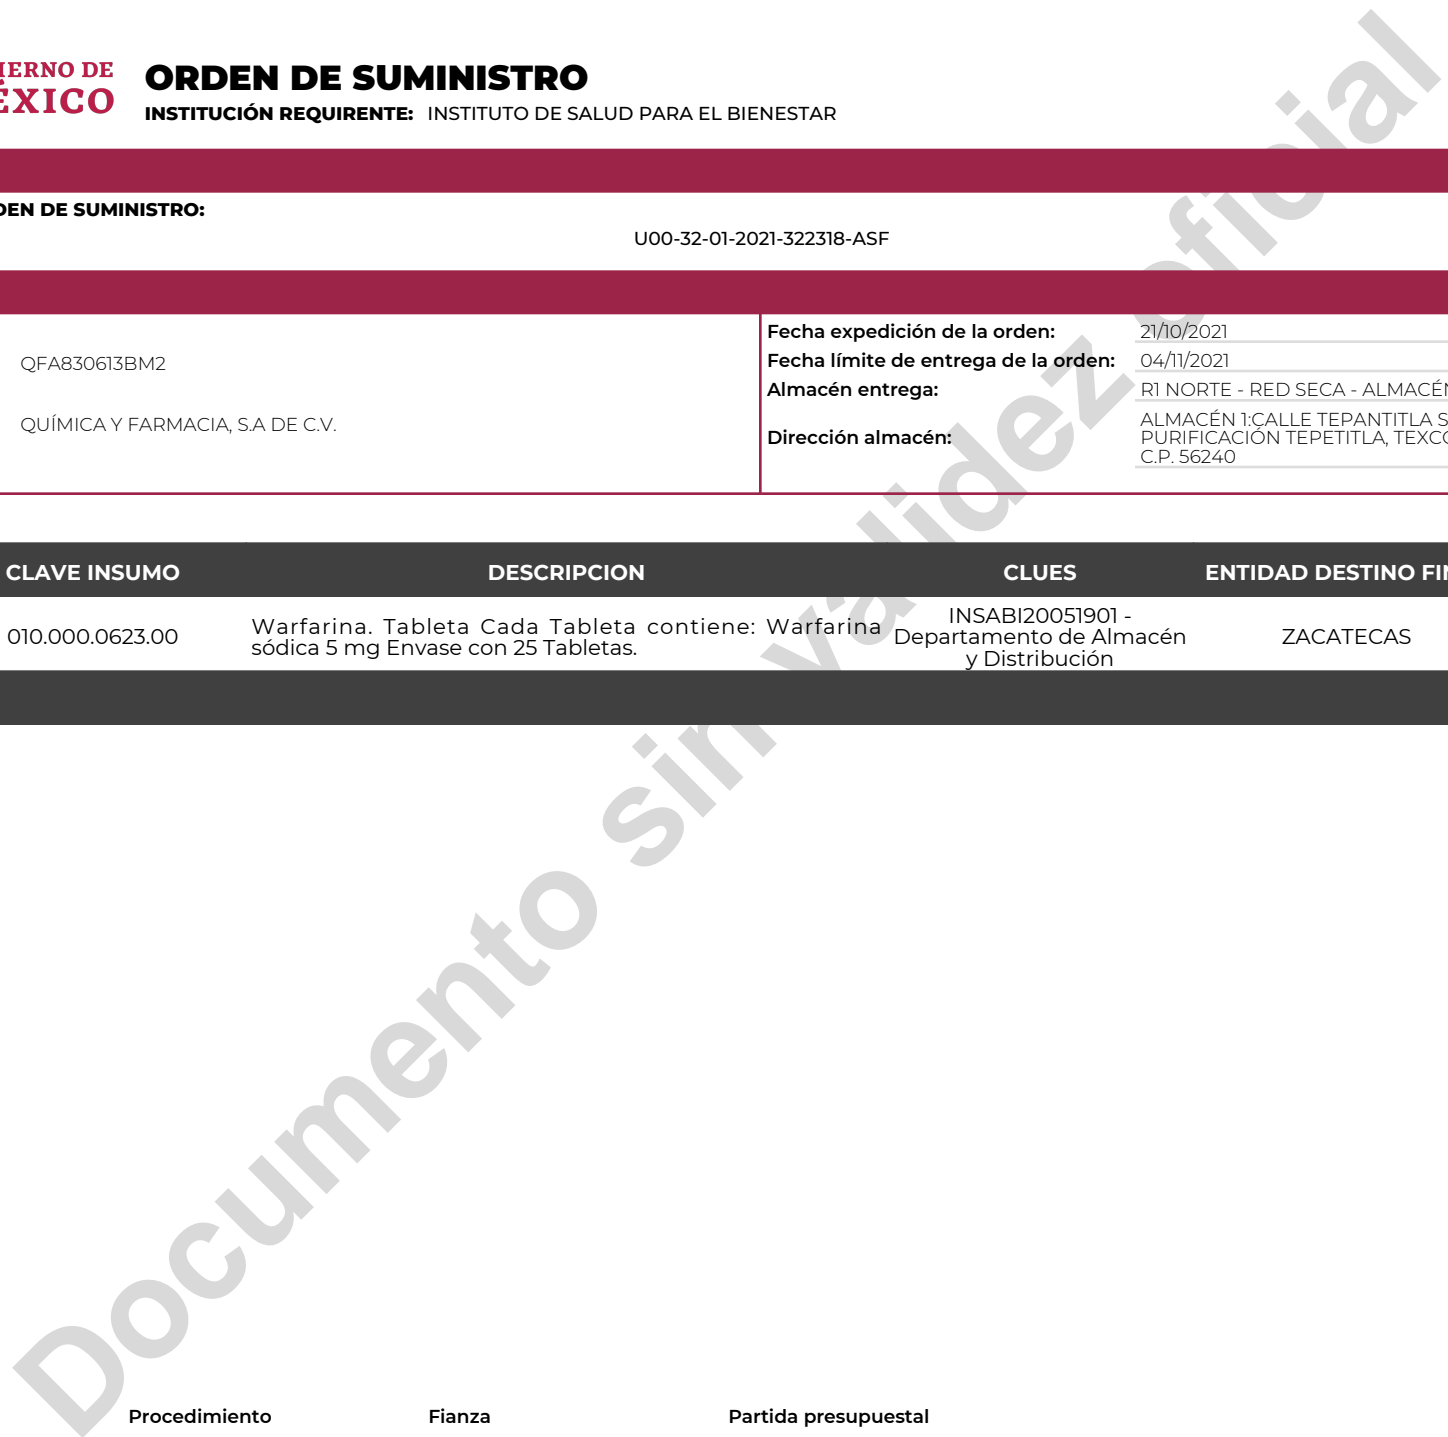 IERNO DE
ÉXICO
ORDEN DE SUMINISTRO
INSTITUCIÓN REQUIRENTE: INSTITUTO DE SALUD PARA EL BIENESTAR
DEN DE SUMINISTRO:
U00-32-01-2021-322318-ASF
QFA830613BM2
QUÍMICA Y FARMACIA, S.A DE C.V.
Fecha expedición de la orden: 21/10/2021
Fecha límite de entrega de la orden: 04/11/2021
Almacén entrega: R1 NORTE - RED SECA - ALMACÉN
Dirección almacén:
ALMACÉN 1:CALLE TEPANTITLA S
PURIFICACIÓN TEPETITLA, TEXCO
C.P. 56240
CLAVE INSUMO DESCRIPCION CLUES ENTIDAD DESTINO FIN
010.000.0623.00
Warfarina. Tableta Cada Tableta contiene: Warfarina
sódica 5 mg Envase con 25 Tabletas.
INSABI20051901 -
Departamento de Almacén
y Distribución
ZACATECAS
Documento sin validez oficial
Procedimiento Fianza Partida presupuestal